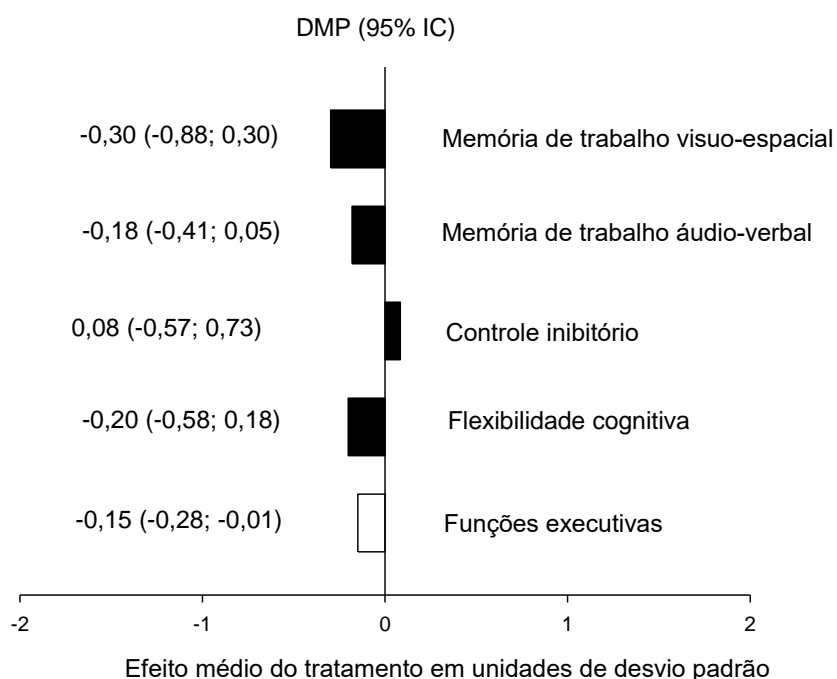 DMP (95% IC)
-0,30 (-0,88; 0,30) Memória de trabalho visuo-espacial
-0,18 (-0,41; 0,05) Memória de trabalho áudio-verbal
0,08 (-0,57; 0,73) Controle inibitório
-0,20 (-0,58; 0,18) Flexibilidade cognitiva
-0,15 (-0,28; -0,01) Funções executivas
-2 -1 0 1 2
Efeito médio do tratamento em unidades de desvio padrão